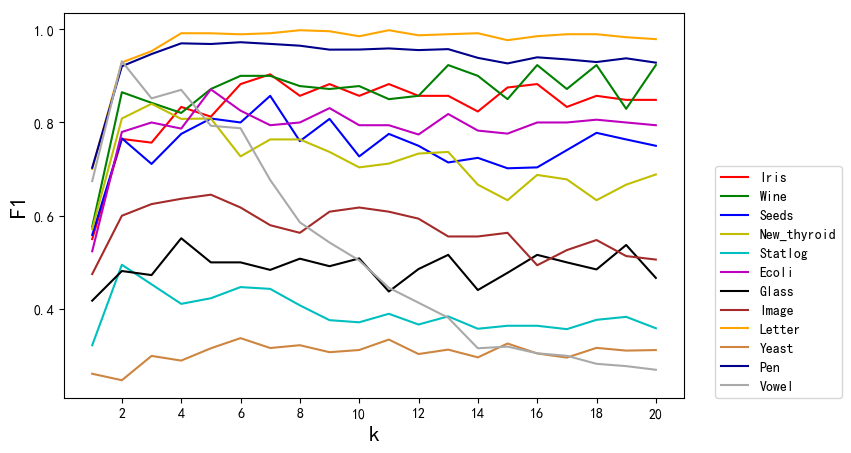 1.0
0.8
0.6
0.4
F1
2 4 6 8 10 12 14 16 18 20
k
Iris
Wine
Seeds
New_thyroid
Statlog
Ecoli
Glass
Image
Letter
Yeast
Pen
Vowel